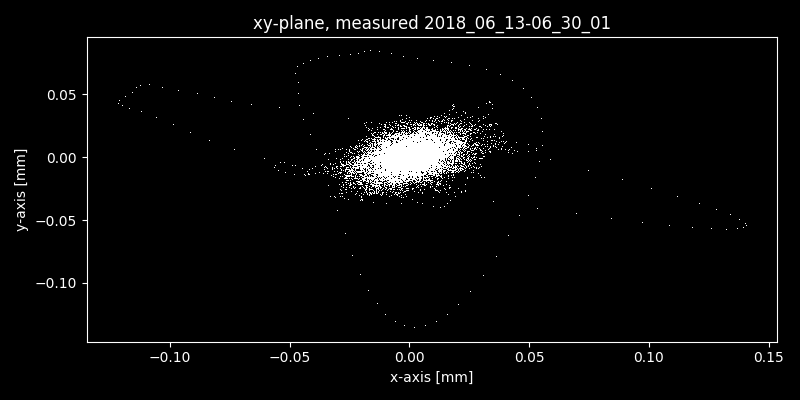 xy-plane, measured 2018_06_13-06_30_01
0.05
0.00
−0.05
−0.10
y-axis [mm]
−0.10 −0.05 0.00 0.05 0.10 0.15
x-axis [mm]